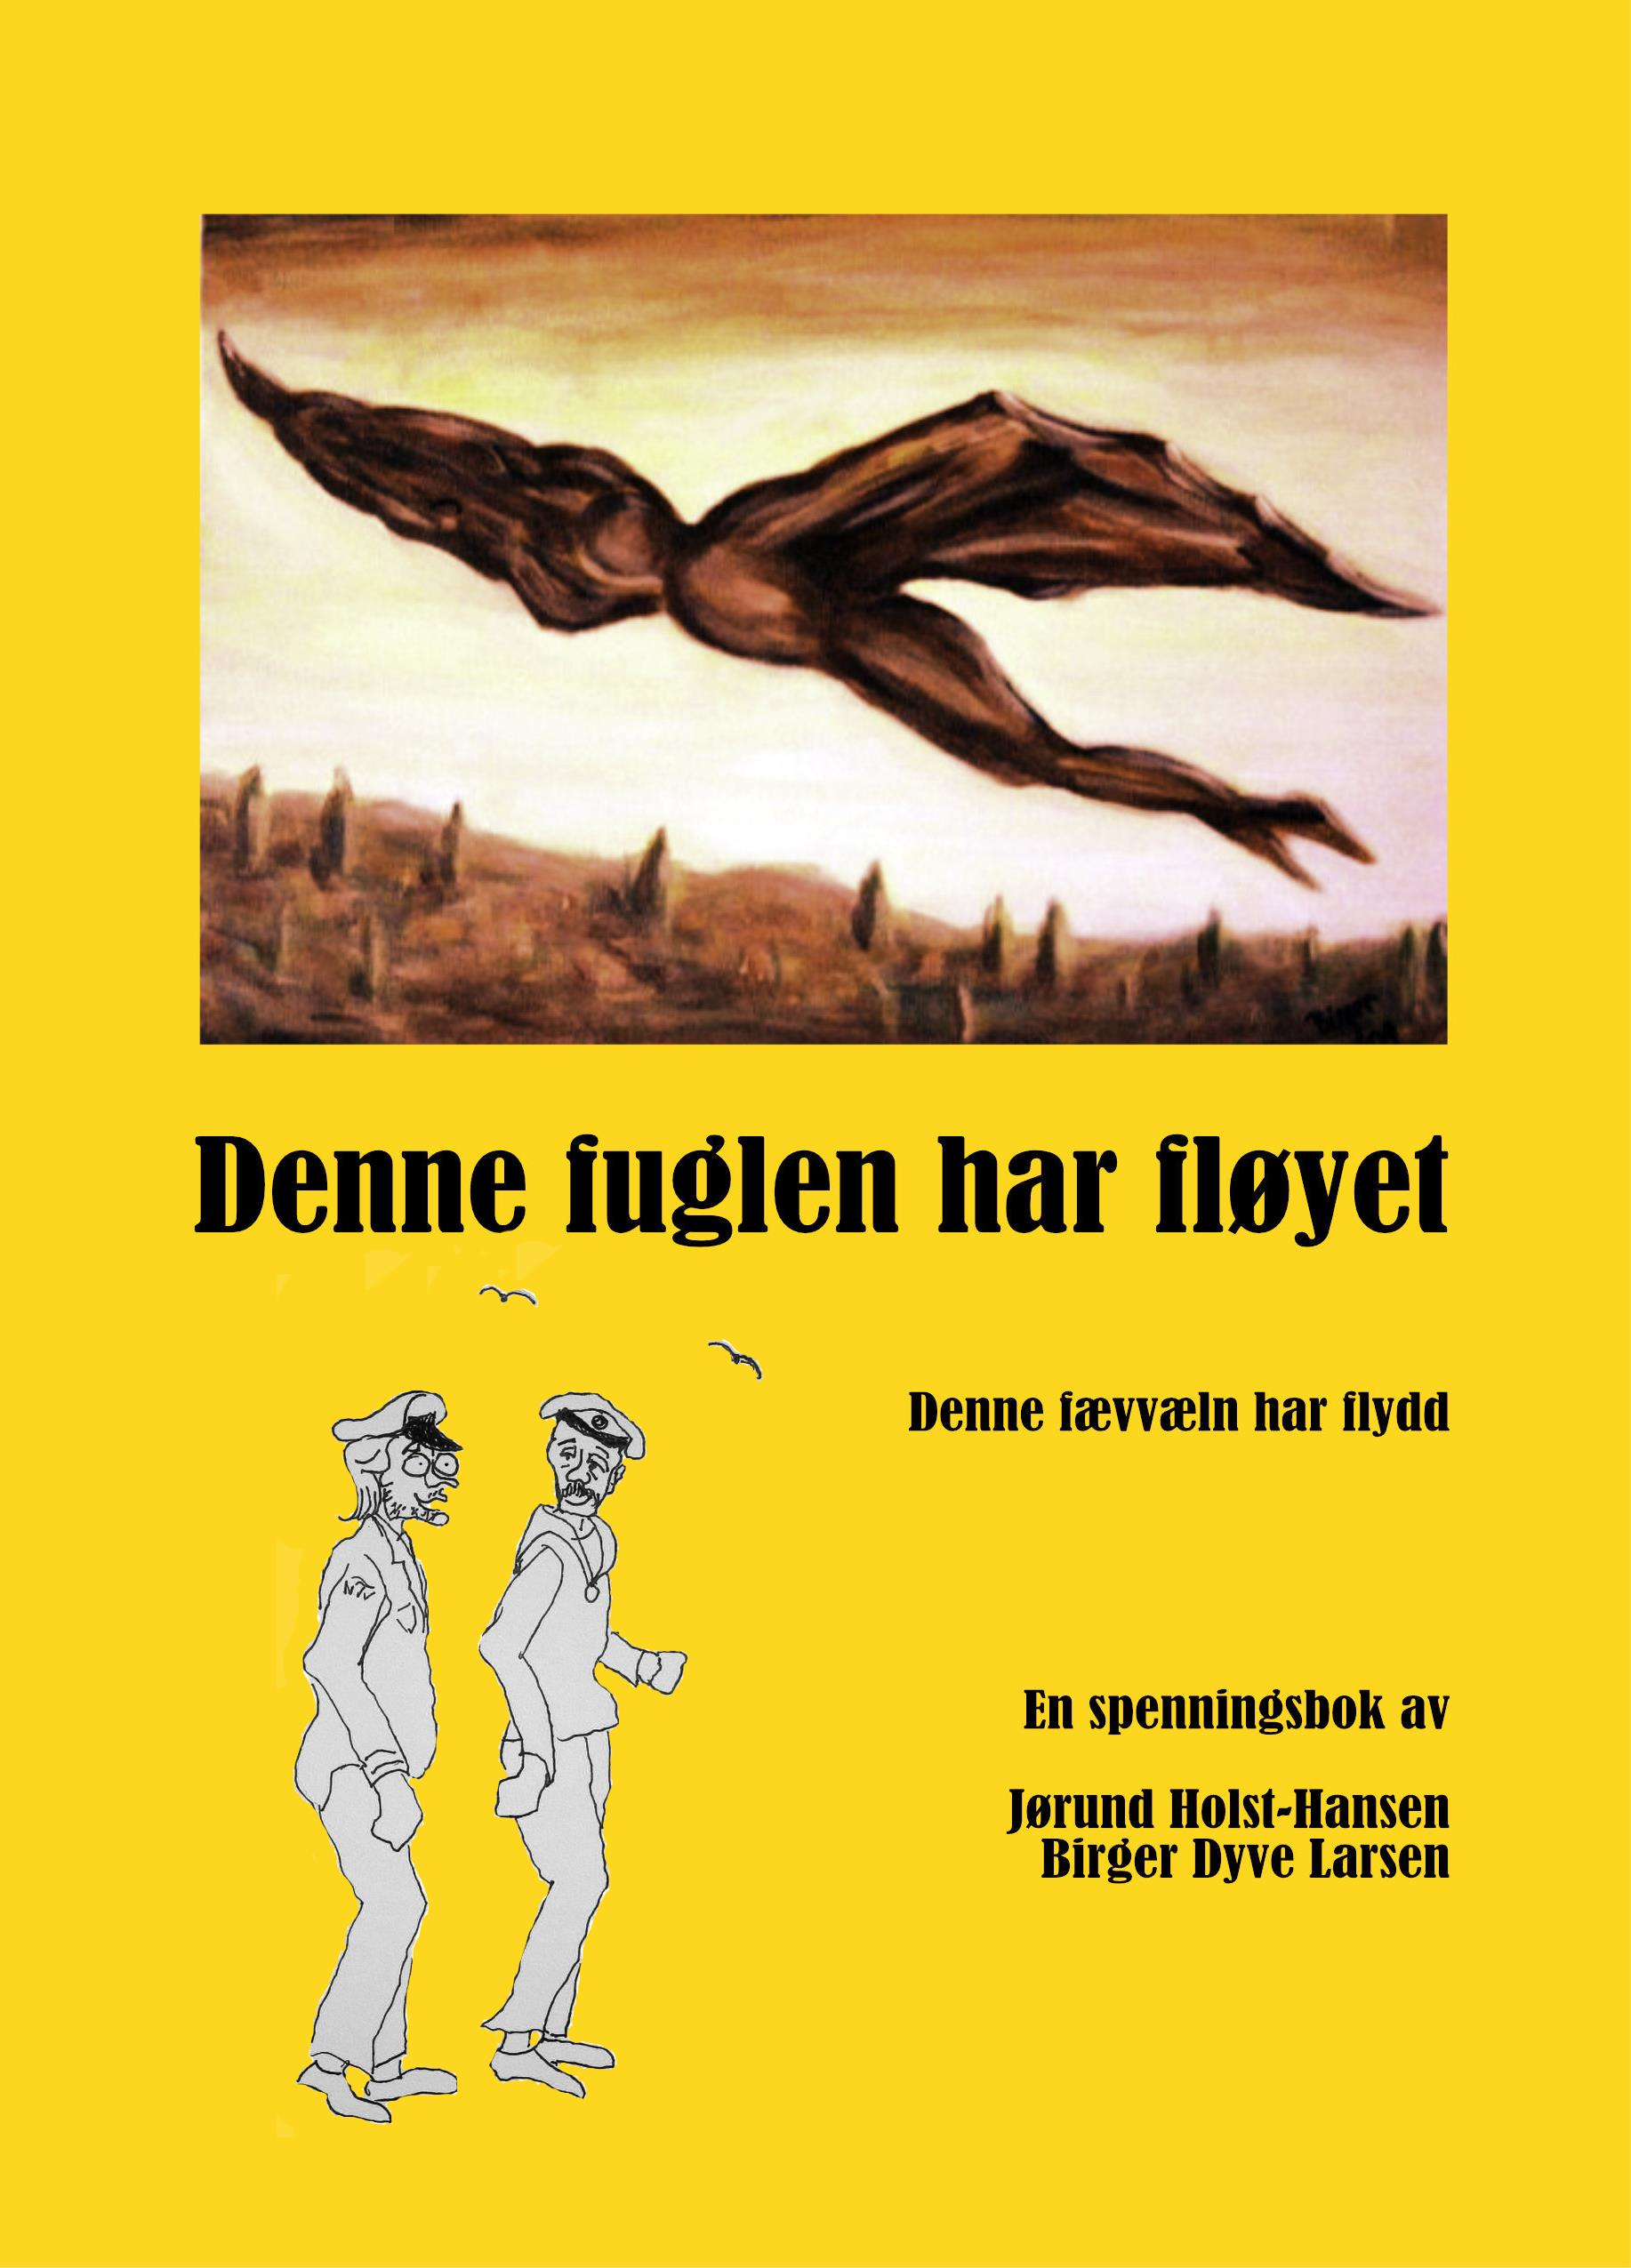 Denne fuglen har fløyet
Denne fævvæln har flydd
En spenningsbok av
Jørund Holst-Hansen
Birger Dyve Larsen